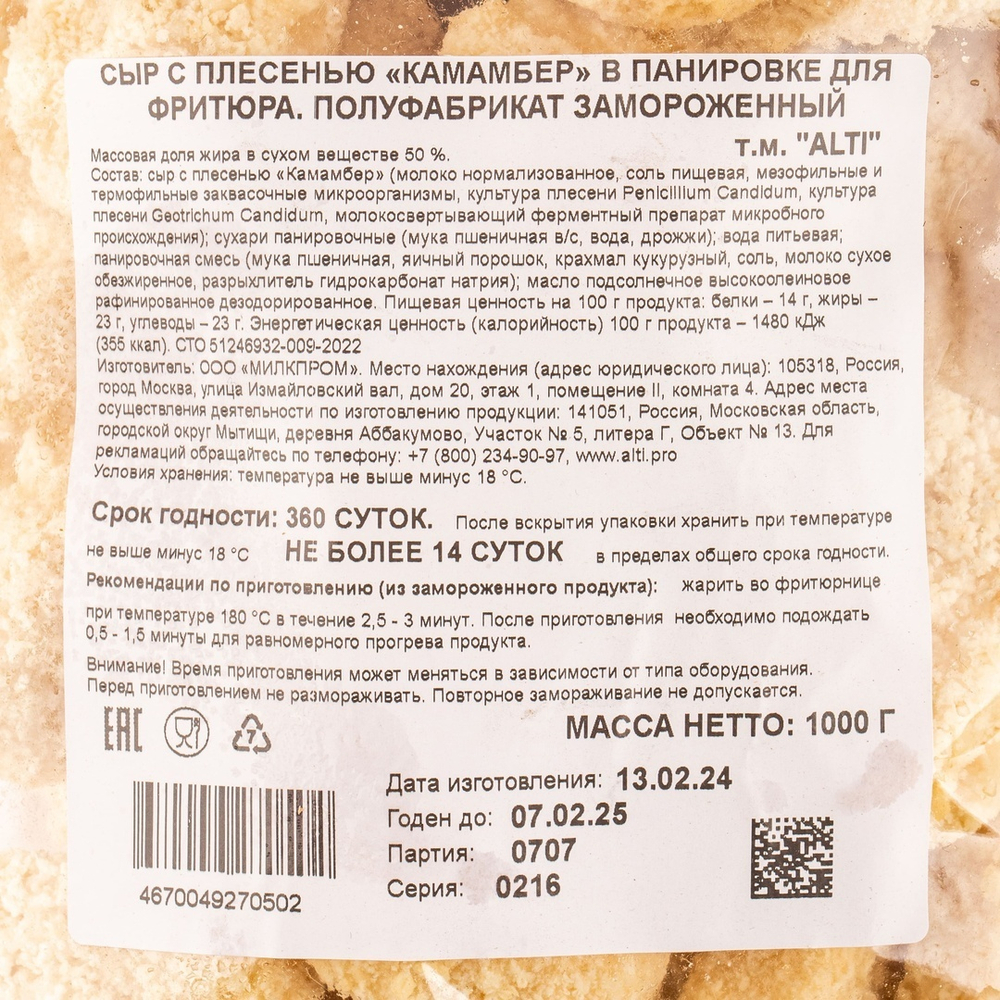 СЫР С ПЛЕСЕНЬЮ «КАМАМБЕР» В ПАНИРОВКЕ ДЛЯ
ФРИТЮРА. ПОЛУФАБРИКАТ ЗАМОРОЖЕННЫЙ
т.м. "ALTI"
Массовая доля жира в сухом веществе 50 %.
Состав: сыр с плесенью «Камамбер» (молоко нормализованное, соль пищевая, мезофильные и
термофильные заквасочные микроорганизмы, культура плесени Penicillium Candidum, культура
плесени Geotrichum Candidum, молокосвертывающий ферментный препарат микробного
происхождения); сухари панировочные (мука пшеничная в/с, вода, дрожжи); вода питьевая;
панировочная смесь (мука пшеничная, яичный порошок, крахмал кукурузный, соль, молоко сухое
обезжиренное, разрыхлитель гидрокарбонат натрия); масло подсолнечное высокоолеиновое
рафинированное дезодорированное. Пищевая ценность на 100 г продукта: белки – 14 г, жиры –
23 г, углеводы – 23 г. Энергетическая ценность (калорийность) 100 г продукта – 1480 кДж
(355 ккал). СТО 51246932-009-2022
Изготовитель: ООО «МИЛКПРОМ». Место нахождения (адрес юридического лица): 105318, Россия,
город Москва, улица Измайловский вал, дом 20, этаж 1, помещение II, комната 4. Адрес места
осуществления деятельности по изготовлению продукции: 141051, Россия, Московская область,
городской округ Мытищи, деревня Аббакумово, Участок № 5, литера Г, Объект № 13. Для
рекламаций обращайтесь по телефону: +7 (800) 234-90-97, www.alti.pro
Условия хранения: температура не выше минус 18 °С.
Срок годности: 360 СУТОК. После вскрытия упаковки хранить при температуре
не выше минус 18 °С НЕ БОЛЕЕ 14 СУТОК в пределах общего срока годности.
Рекомендации по приготовлению (из замороженного продукта): жарить во фритюрнице
при температуре 180 °С в течение 2,5 - 3 минут. После приготовления необходимо подождать
0,5 - 1,5 минуты для равномерного прогрева продукта.
Внимание! Время приготовления может меняться в зависимости от типа оборудования.
Перед приготовлением не размораживать. Повторное замораживание не допускается.
EAC
7
МАССА НЕТТО: 1000 Г
Дата изготовления: 13.02.24
Годен до: 07.02.25
Партия: 0707
Серия: 0216
4670049270502